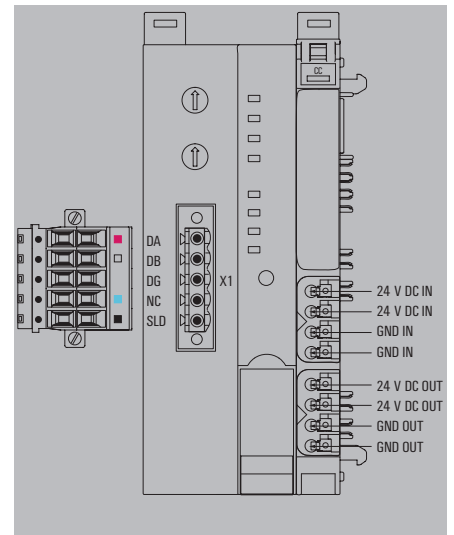 CC
DA
DB
DG
NC
SLD
X1
24 V DC IN
24 V DC IN
GND IN
GND IN
24 V DC OUT
24 V DC OUT
GND OUT
GND OUT